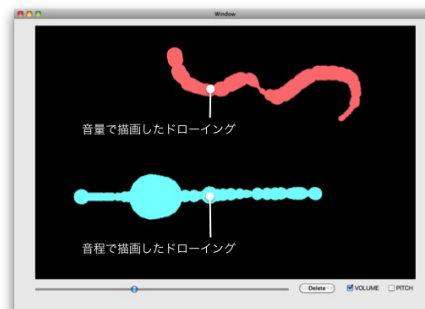 Window
音量で描画したドローイング
音程で描画したドローイング
Delete
VOLUME
PITCH